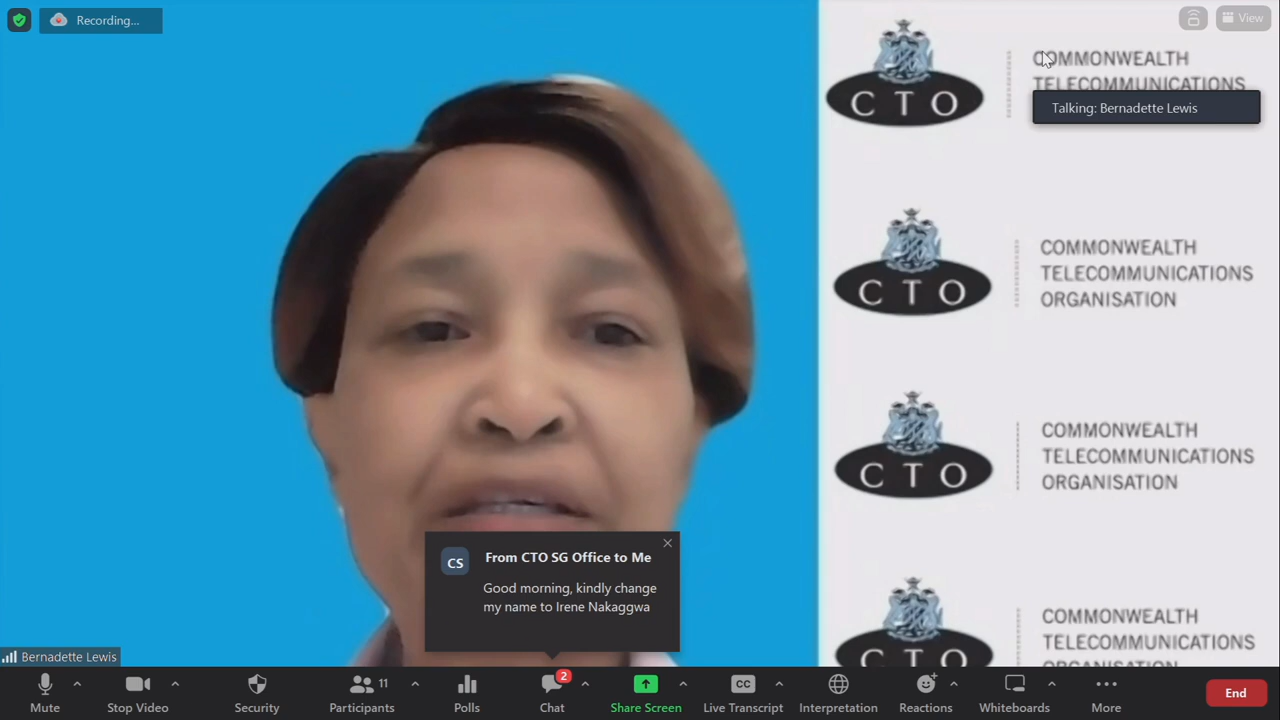 Recording...
View
CTO
COMMONWEALTH
TELECOMMUNICATIONS
Talking: Bernadette Lewis
CTO
COMMONWEALTH
TELECOMMUNICATIONS
ORGANISATION
CTO
COMMONWEALTH
TELECOMMUNICATIONS
ORGANISATION
CTO
COMMONWEALTH
TELECOMMUNICATIONS
ORGANISATION
CS
From CTO SG Office to Me
Good morning, kindly change
my name to Irene Nakaggwa
Bernadette Lewis
Mute
Stop Video
Security
11
Participants
Polls
2
Chat
Share Screen
CC
Live Transcript
Interpretation
Reactions
Whiteboards
More
End